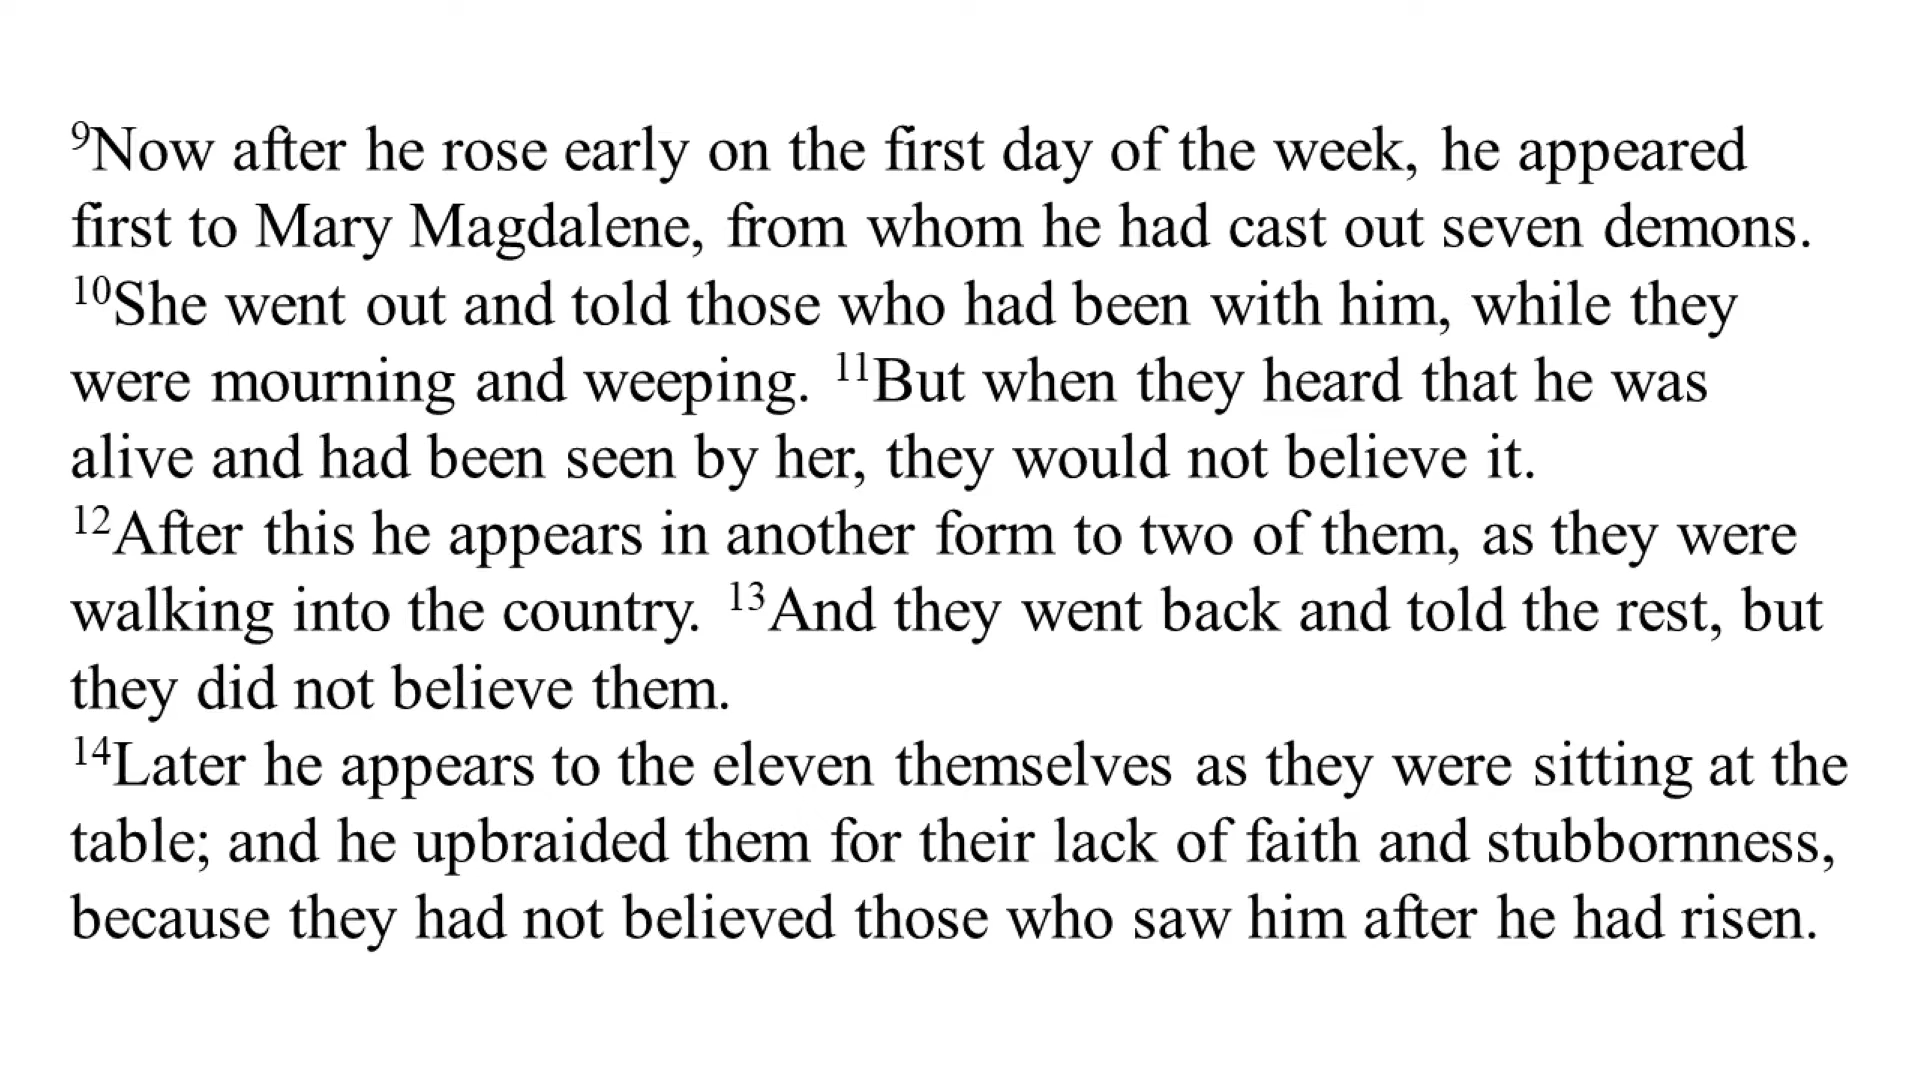 ⁹Now after he rose early on the first day of the week, he appeared
first to Mary Magdalene, from whom he had cast out seven demons.
¹⁰She went out and told those who had been with him, while they
were mourning and weeping. ¹¹But when they heard that he was
alive and had been seen by her, they would not believe it.
¹²After this he appears in another form to two of them, as they were
walking into the country. ¹³And they went back and told the rest, but
they did not believe them.
¹⁴Later he appears to the eleven themselves as they were sitting at the
table; and he upbraided them for their lack of faith and stubbornness,
because they had not believed those who saw him after he had risen.